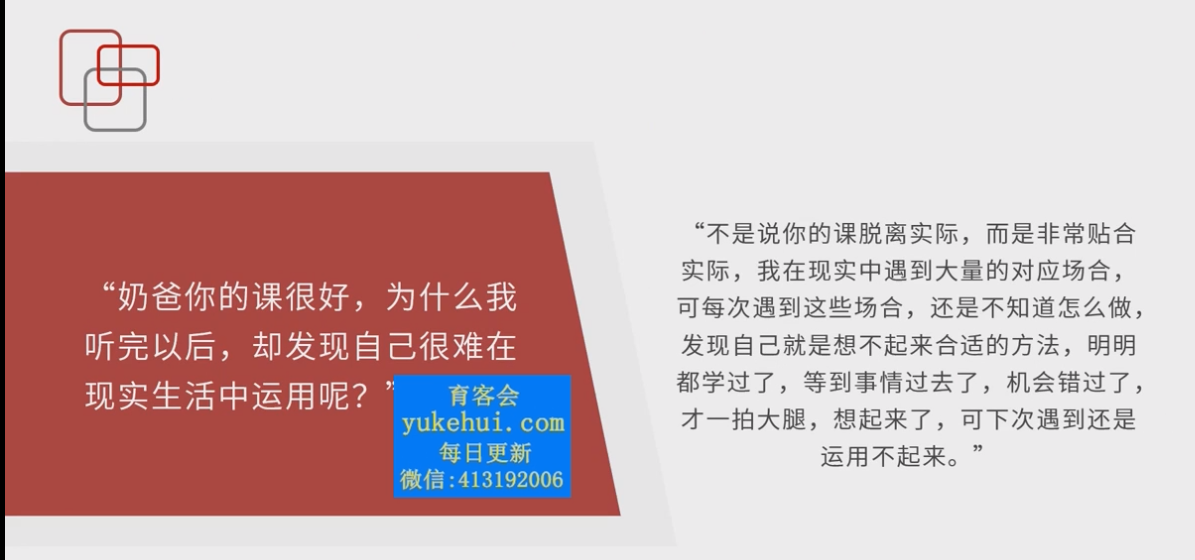 “奶爸你的课很好，为什么我
听完以后，却发现自己很难在
现实生活中运用呢？”
育客会
yukehui.com
每日更新
微信:413192006
“不是说你的课脱离实际，而是非常贴合
实际，我在现实中遇到大量的对应场合，
可每次遇到这些场合，还是不知道怎么做，
发现自己就是想不起来合适的方法，明明
都学过了，等到事情过去了，机会错过了，
才一拍大腿，想起来了，可下次遇到还是
运用不起来。”